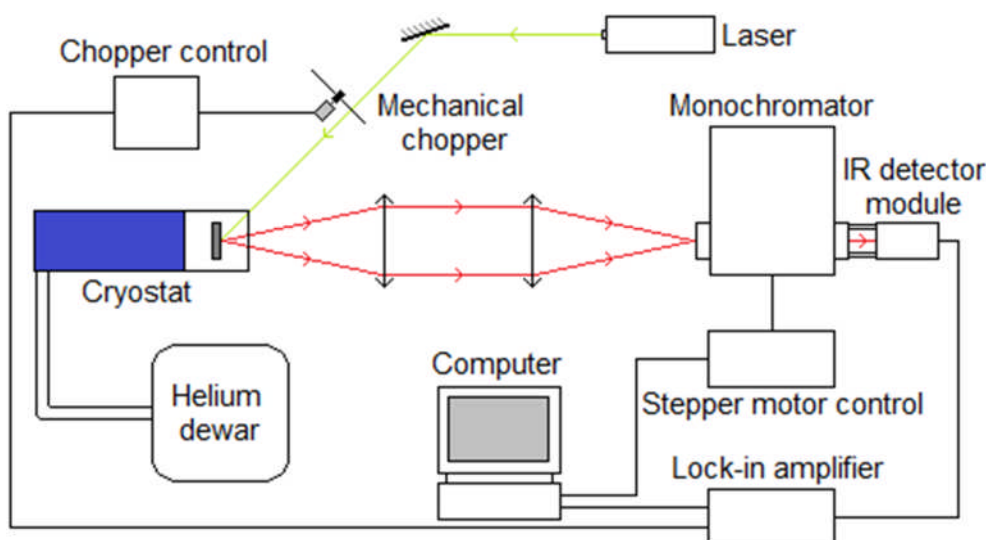 Laser
Chopper control
Mechanical
chopper
Monochromator
IR detector
module
Cryostat
Helium
dewar
Computer
Stepper motor control
Lock-in amplifier